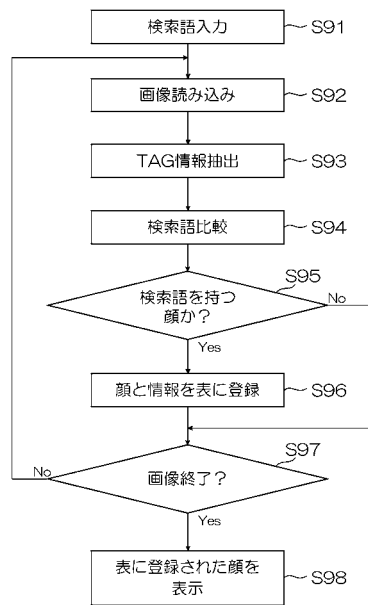 検索語入力 S91
画像読み込み S92
TAG情報抽出 S93
検索語比較 S94
S95
検索語を持つ
顔か？ No
Yes
顔と情報を表に登録 S96
S97
No 画像終了？
Yes
表に登録された顔を
表示 S98